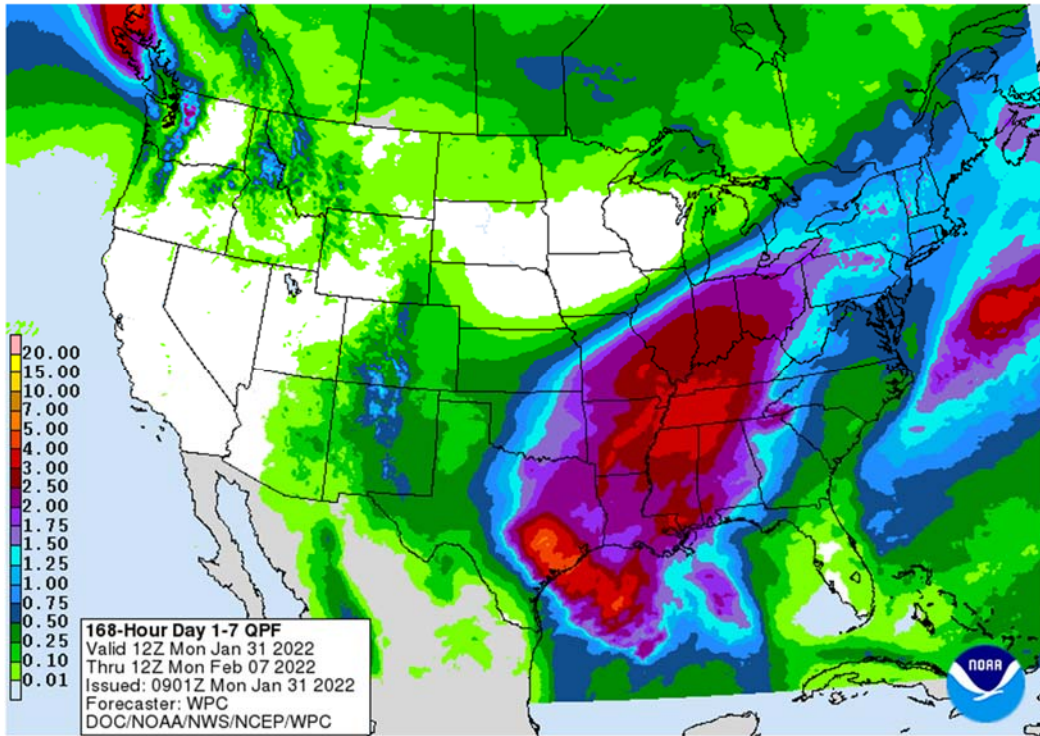 20.00
15.00
10.00
7.00
5.00
4.00
3.00
2.50
2.00
1.75
1.50
1.25
1.00
0.75
0.50
0.25
0.10
0.01
168-Hour Day 1-7 QPF
Valid 12Z Mon Jan 31 2022
Thru 12Z Mon Feb 07 2022
Issued: 0901Z Mon Jan 31 2022
Forecaster: WPC
DOC/NOAA/NWS/NCEP/WPC
NOAA